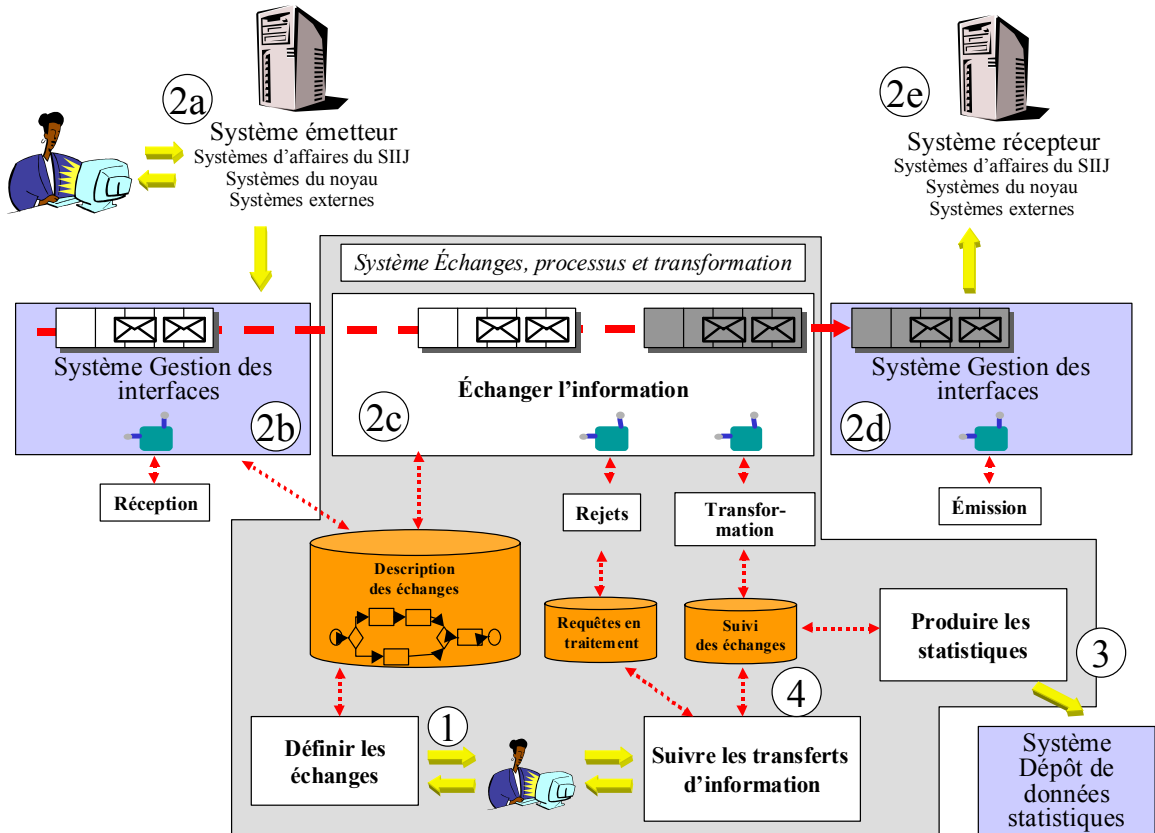 2a
Système émetteur
Systèmes d'affaires du SIIJ
Systèmes du noyau
Systèmes externes
2e
Système récepteur
Systèmes d'affaires du SIIJ
Systèmes du noyau
Systèmes externes
Système Échanges, processus et transformation
Système Gestion des
interfaces
2b
Échanger l'information
2c
Système Gestion des
interfaces
2d
Réception
Rejets
Transfor-
mation
Émission
Description
des échanges
Requêtes en
traitement
Suivi
des échanges
Produire les
statistiques
3
Définir les
échanges
1
Suivre les transferts
d'information
4
Système
Dépôt de
données
statistiques